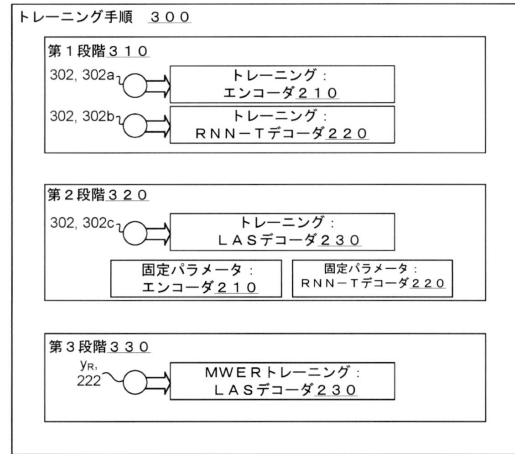 トレーニング手順　３００
第１段階３１０
302, 302a
トレーニング：
エンコーダ２１０
302, 302b
トレーニング：
ＲＮＮ－Ｔデコーダ２２０
第２段階３２０
302, 302c
トレーニング：
ＬＡＳデコーダ２３０
固定パラメータ：
エンコーダ２１０
固定パラメータ：
ＲＮＮ－Ｔデコーダ２２０
第３段階３３０
yR,
222
ＭＷＥＲトレーニング：
ＬＡＳデコーダ２３０